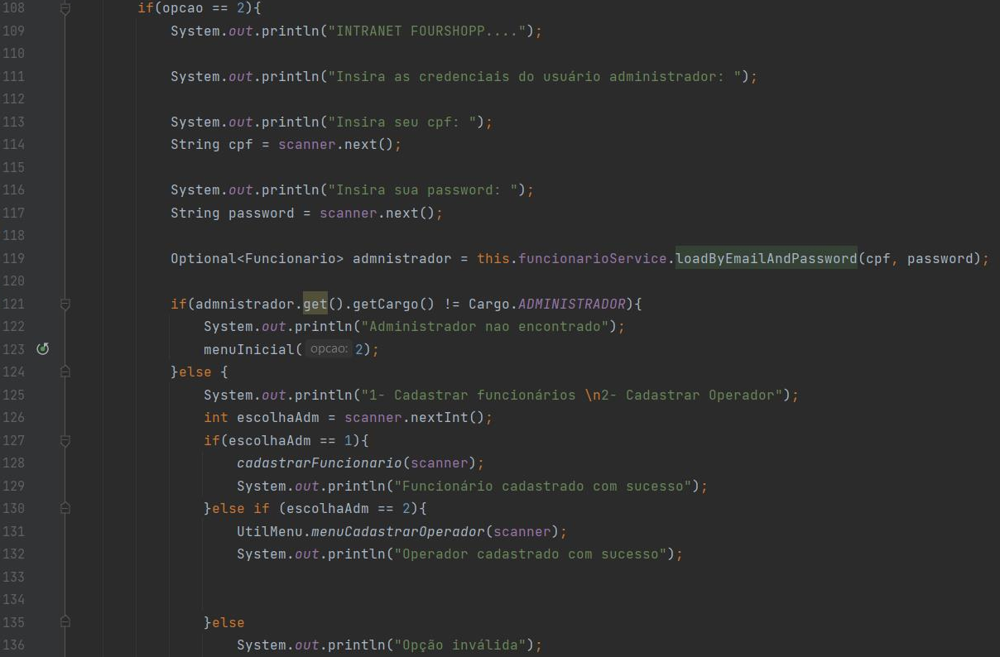 108 if(opcao == 2){
109 System.out.println("INTRANET FOURSHOPP....");
110
111 System.out.println("Insira as credenciais do usuário administrador: ");
112
113 System.out.println("Insira seu cpf: ");
114 String cpf = scanner.next();
115
116 System.out.println("Insira sua password: ");
117 String password = scanner.next();
118
119 Optional<Funcionario> admnistrador = this.funcionarioService.loadByEmailAndPassword(cpf, password);
120
121 if(admnistrador.get().getCargo() != Cargo.ADMINISTRADOR){
122 System.out.println("Administrador nao encontrado");
123 menuInicial( opcao: 2);
124 }else {
125 System.out.println("1- Cadastrar funcionários \n2- Cadastrar Operador");
126 int escolhaAdm = scanner.nextInt();
127 if(escolhaAdm == 1){
128 cadastrarFuncionario(scanner);
129 System.out.println("Funcionário cadastrado com sucesso");
130 }else if (escolhaAdm == 2){
131 UtilMenu.menuCadastrarOperador(scanner);
132 System.out.println("Operador cadastrado com sucesso");
133
134
135 }else
136 System.out.println("Opção inválida");